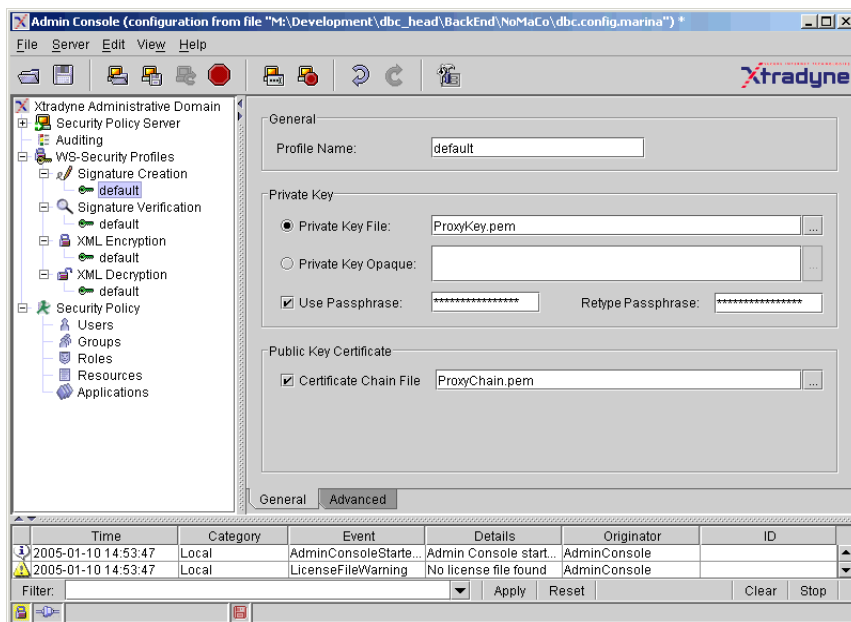 Admin Console (configuration from file "M:\Development\dbc_head\BackEnd\NoMaCo\dbc.config.marina") *
File Server Edit View Help
Xtradyne
Xtradyne Administrative Domain
Security Policy Server
Auditing
WS-Security Profiles
Signature Creation
default
Signature Verification
default
XML Encryption
default
XML Decryption
default
Security Policy
Users
Groups
Roles
Resources
Applications
General
Profile Name: default
Private Key
Private Key File: ProxyKey.pem ...
Private Key Opaque: ...
Use Passphrase: **************** Retype Passphrase: ****************
Public Key Certificate
Certificate Chain File ProxyChain.pem ...
General Advanced
Time Category Event Details Originator ID
2005-01-10 14:53:47 Local AdminConsoleStarte... Admin Console start... AdminConsole
2005-01-10 14:53:47 Local LicenseFileWarning No license file found AdminConsole
Filter: Apply Reset Clear Stop